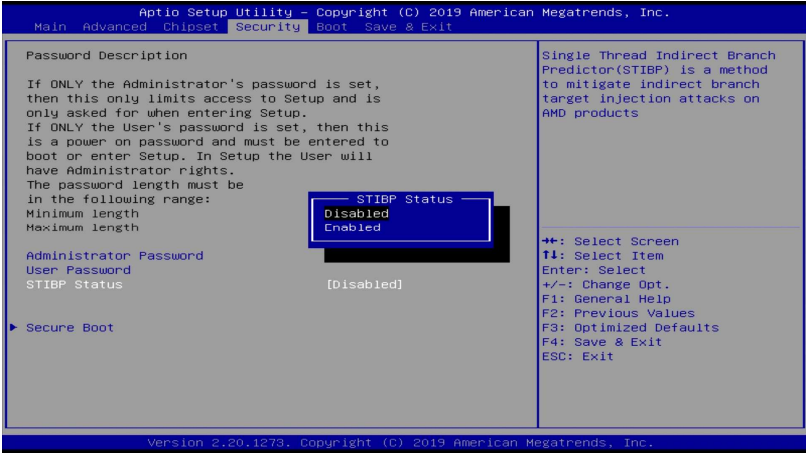 Aptio Setup Utility – Copyright (C) 2019 American Megatrends, Inc.
Main Advanced Chipset Security Boot Save & Exit
Password Description
If ONLY the Administrator's password is set,
then this only limits access to Setup and is
only asked for when entering Setup.
If ONLY the User's password is set, then this
is a power on password and must be entered to
boot or enter Setup. In Setup the User will
have Administrator rights.
The password length must be
in the following range:
Minimum length
Maximum length
Administrator Password
User Password
STIBP Status [Disabled]
Secure Boot
STIBP Status
Disabled
Enabled
Single Thread Indirect Branch
Predictor(STIBP) is a method
to mitigate indirect branch
target injection attacks on
AMD products
→←: Select Screen
↑↓: Select Item
Enter: Select
+/-: Change Opt.
F1: General Help
F2: Previous Values
F3: Optimized Defaults
F4: Save & Exit
ESC: Exit
Version 2.20.1273. Copyright (C) 2019 American Megatrends, Inc.